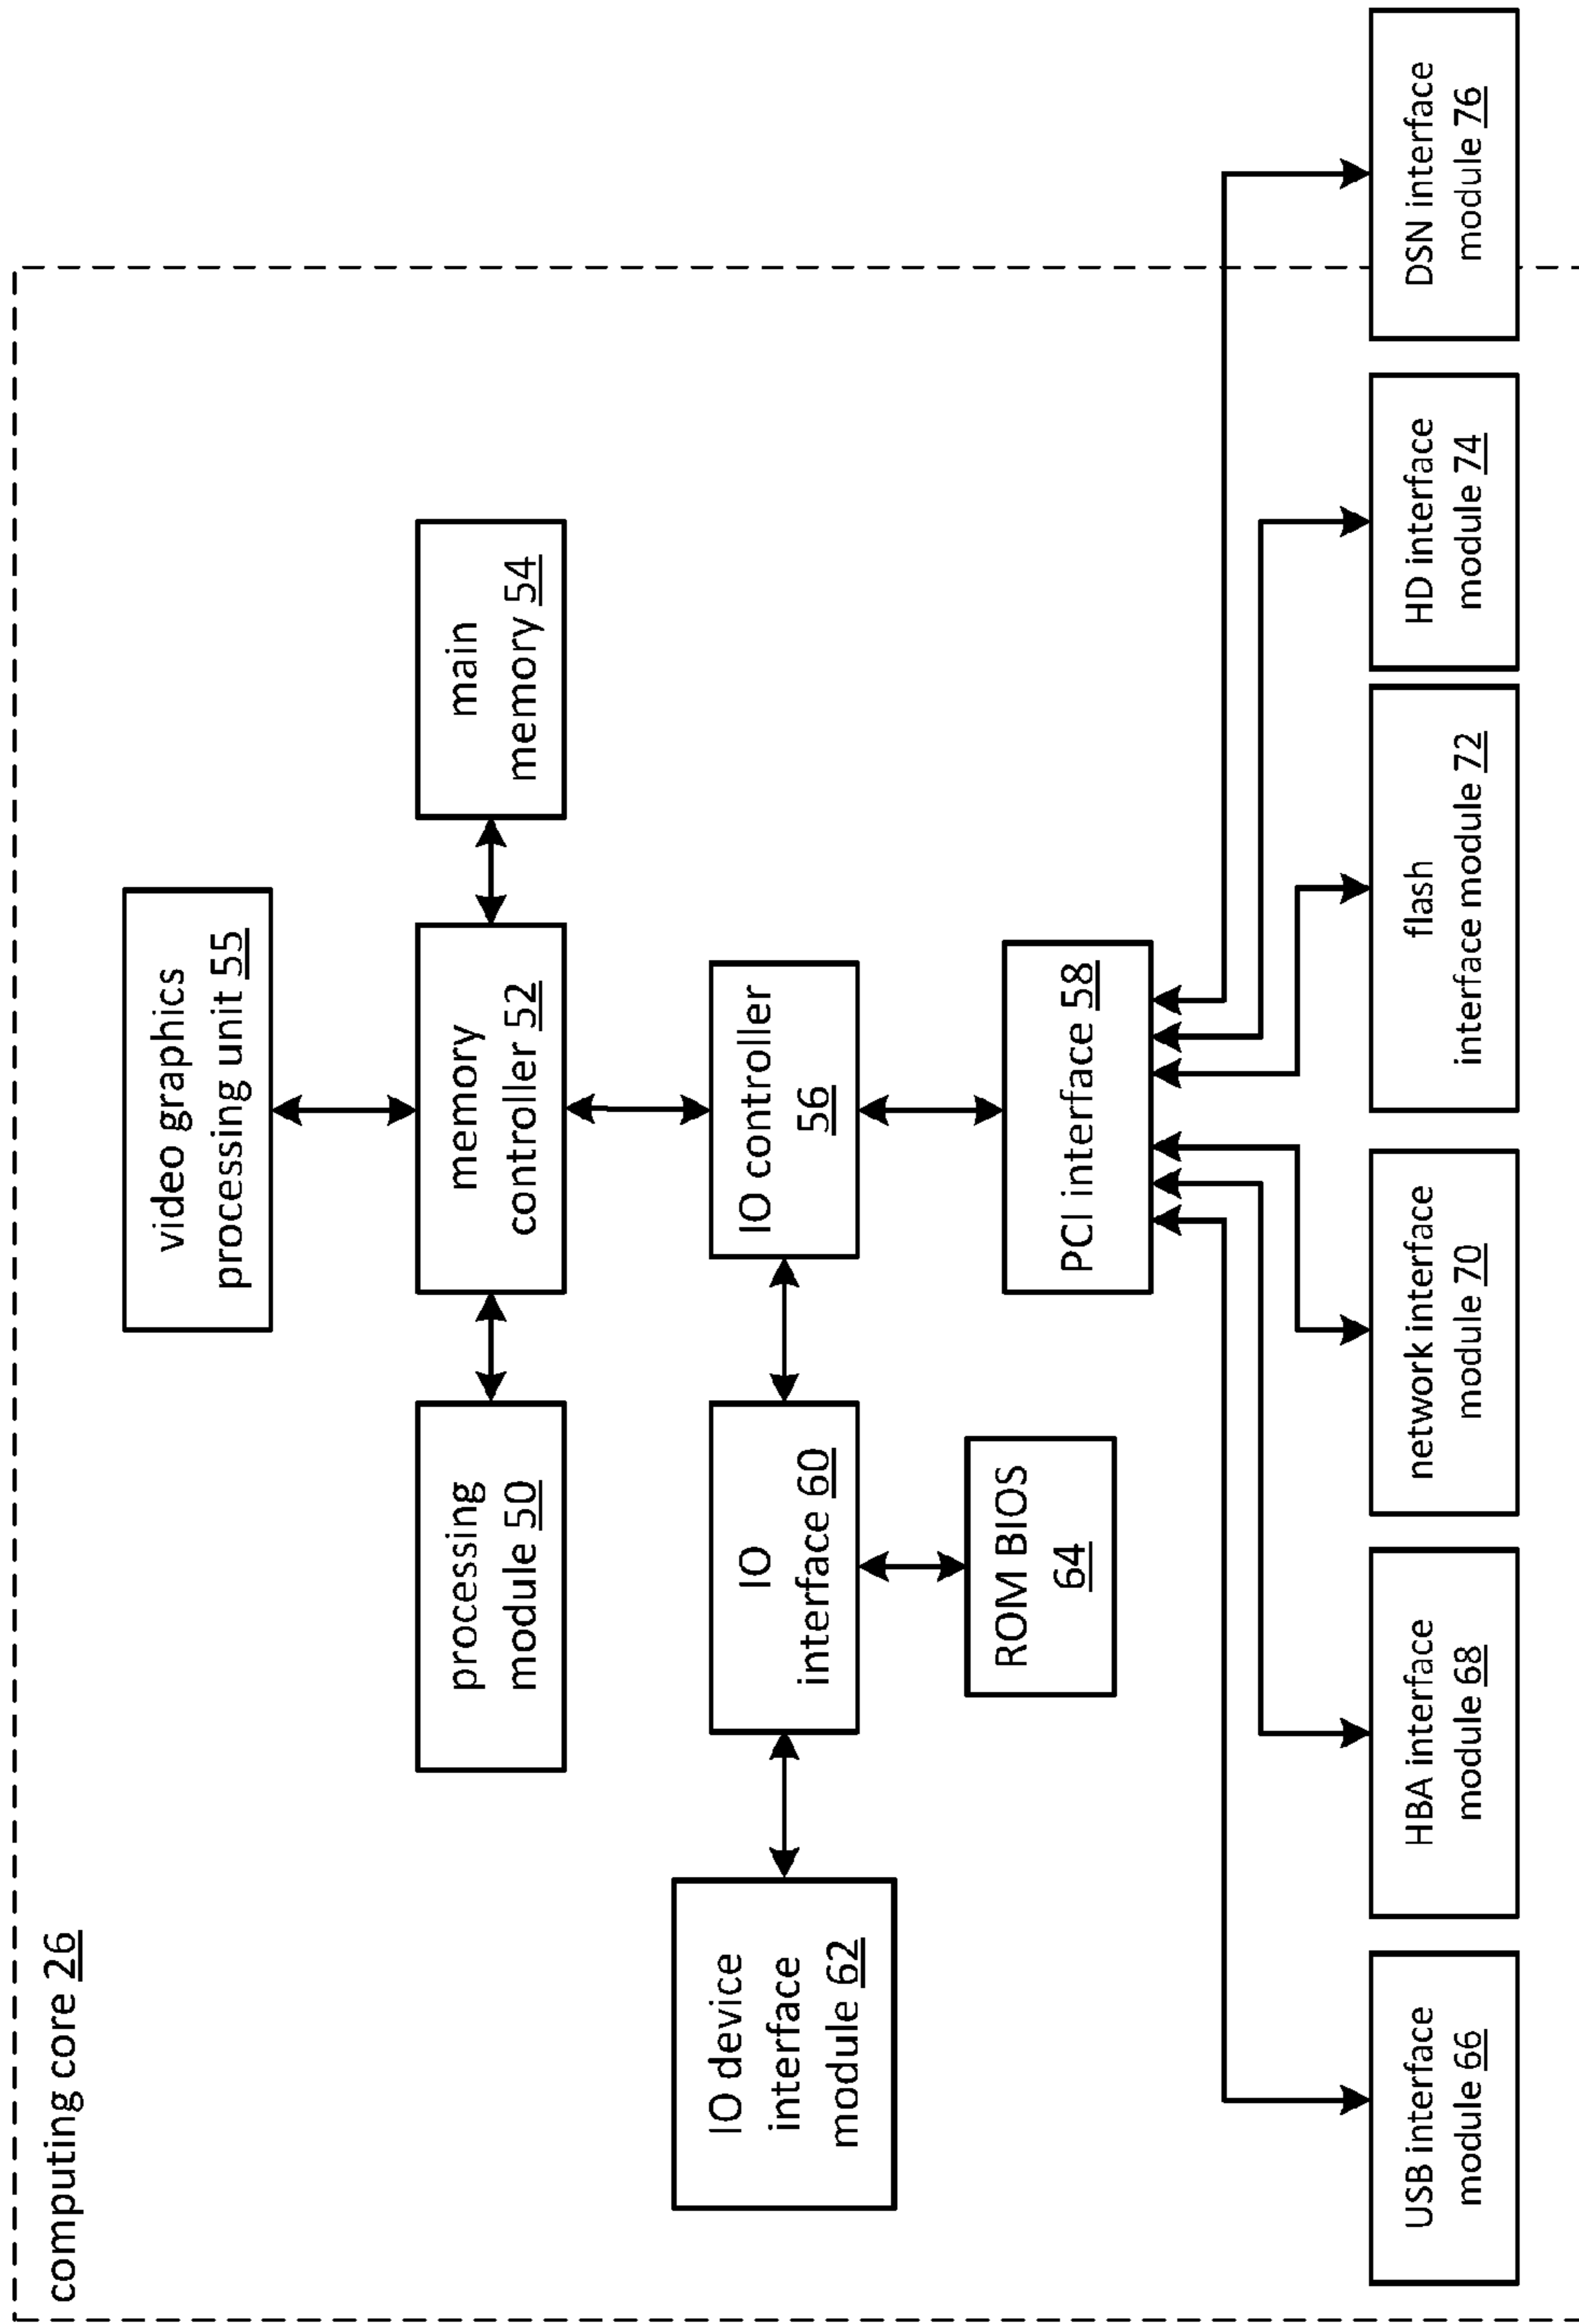 computing core 26
video graphics
processing unit 55
processing
module 50
memory
controller 52
main
memory 54
IO device
interface
module 62
IO
interface 60
IO controller
56
ROM BIOS
64
PCI interface 58
USB interface
module 66
HBA interface
module 68
network interface
module 70
flash
interface module 72
HD interface
module 74
DSN interface
module 76